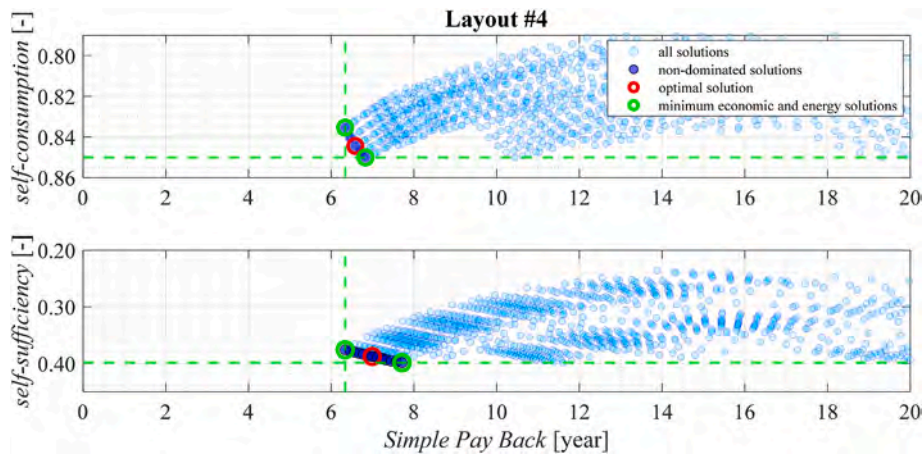 Layout #4
self-consumption [-]
0.80
0.82
0.84
0.86
all solutions
non-dominated solutions
optimal solution
minimum economic and energy solutions
0 2 4 6 8 10 12 14 16 18 20
self-sufficiency [-]
0.20
0.30
0.40
0 2 4 6 8 10 12 14 16 18 20
Simple Pay Back [year]